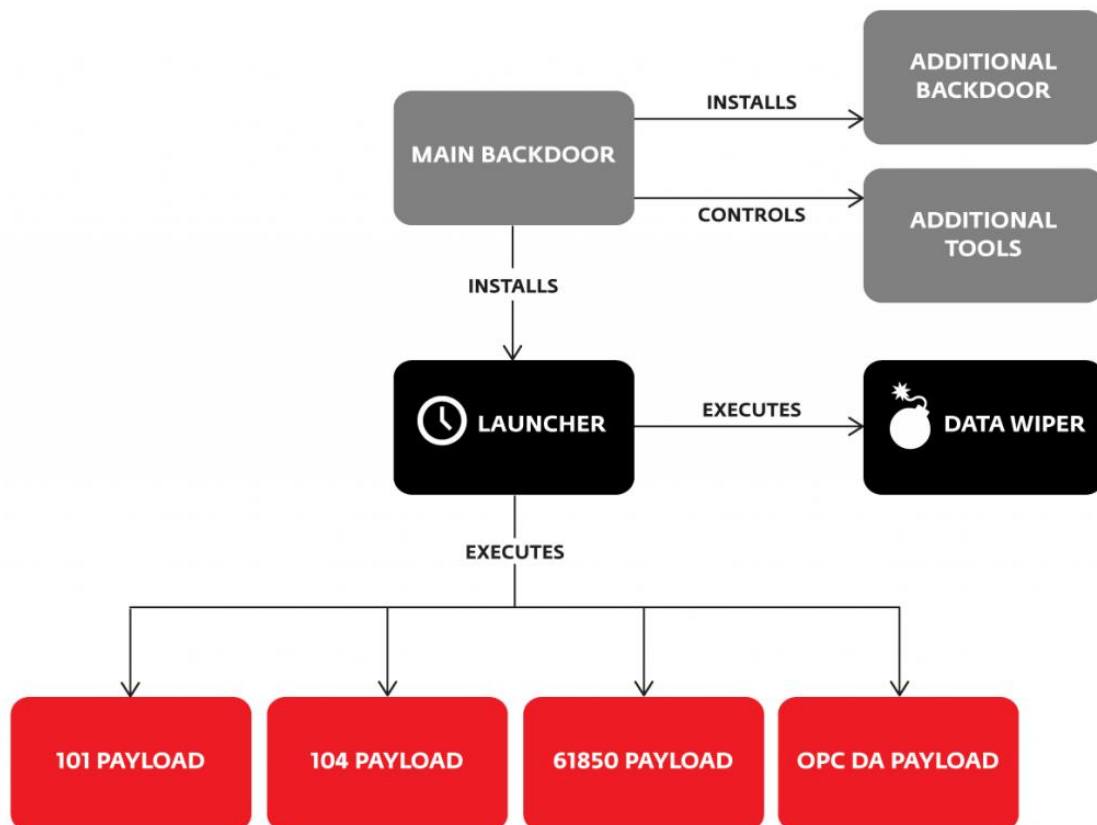 ADDITIONAL
BACKDOOR
INSTALLS
MAIN BACKDOOR
CONTROLS
ADDITIONAL
TOOLS
INSTALLS
LAUNCHER
EXECUTES
DATA WIPER
EXECUTES
101 PAYLOAD
104 PAYLOAD
61850 PAYLOAD
OPC DA PAYLOAD